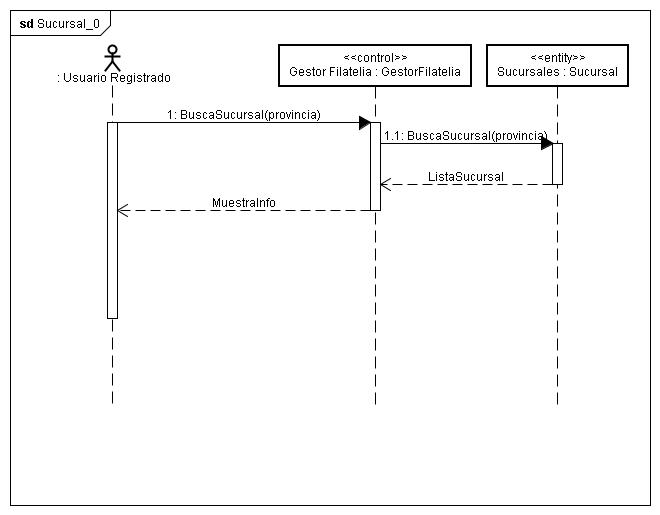 sd Sucursal_0
: Usuario Registrado
<<control>>
Gestor Filatelia : GestorFilatelia
<<entity>>
Sucursales : Sucursal
1: BuscaSucursal(provincia)
1.1: BuscaSucursal(provincia)
ListaSucursal
MuestraInfo